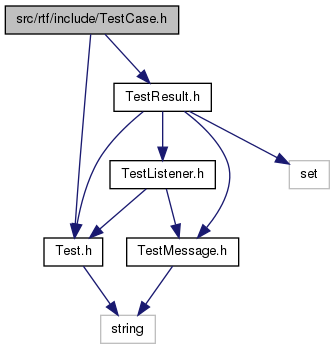 src/rtf/include/TestCase.h
TestResult.h
TestListener.h
set
Test.h
TestMessage.h
string